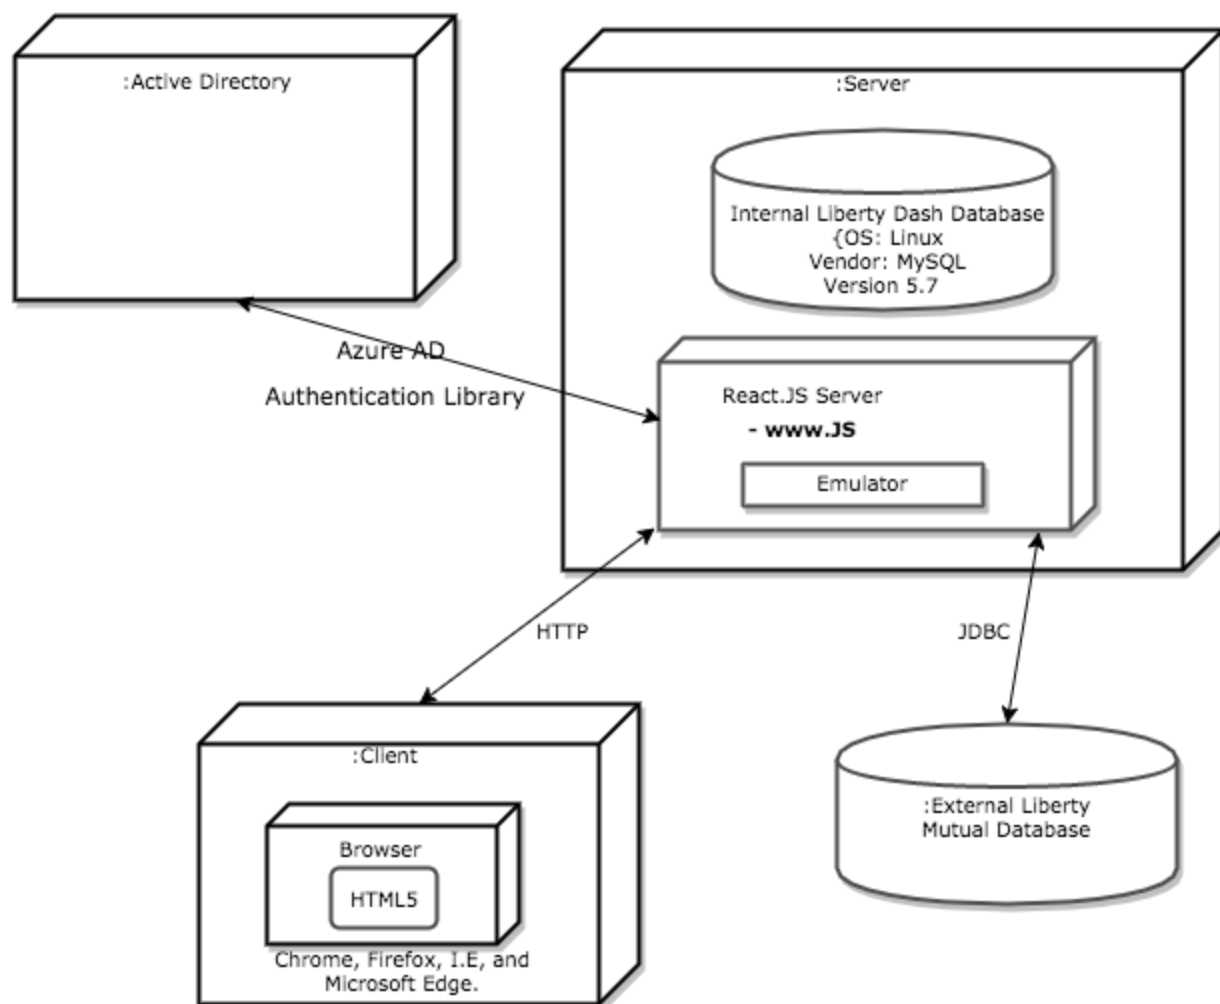 :Active Directory
:Server
Internal Liberty Dash Database
{OS: Linux
Vendor: MySQL
Version 5.7
Azure AD
Authentication Library
React.JS Server
- www.JS
Emulator
HTTP
JDBC
:Client
Browser
HTML5
Chrome, Firefox, I.E, and
Microsoft Edge.
:External Liberty
Mutual Database